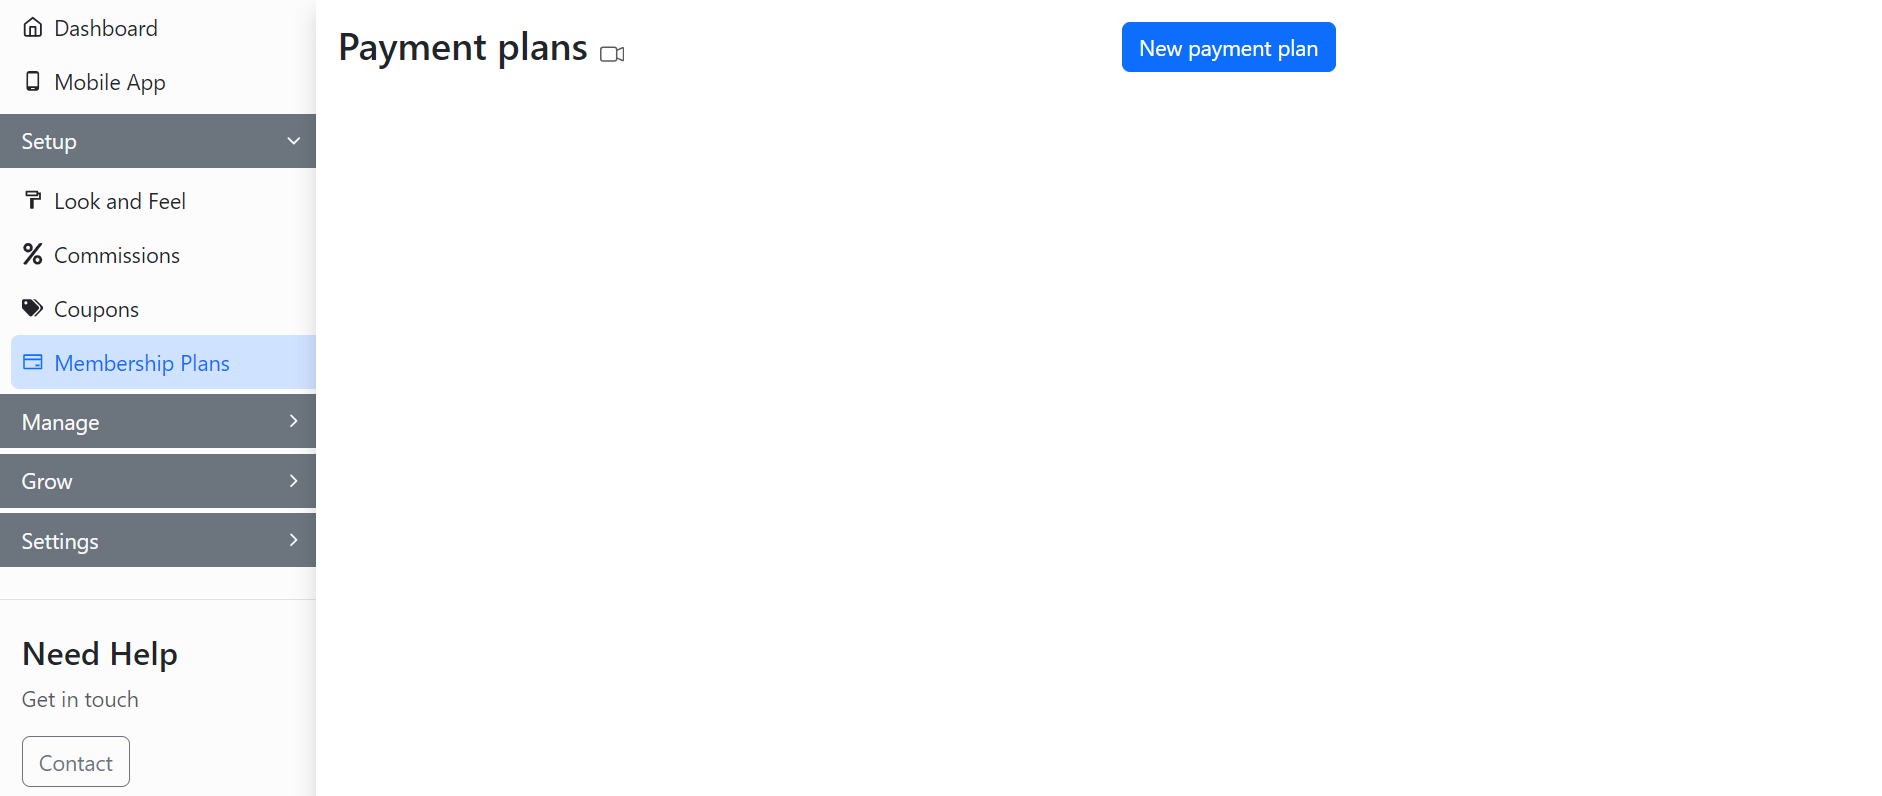 Dashboard
Mobile App
Setup
Look and Feel
Commissions
Coupons
Membership Plans
Manage
Grow
Settings
Need Help
Get in touch
Contact
Payment plans
New payment plan